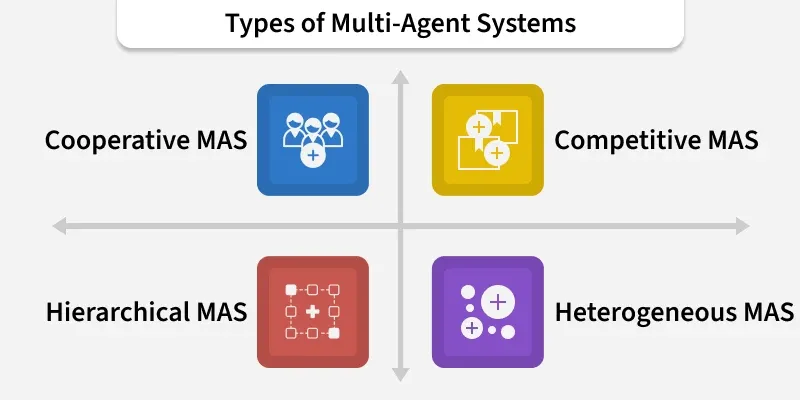 Types of Multi-Agent Systems
Cooperative MAS
Competitive MAS
Hierarchical MAS
Heterogeneous MAS